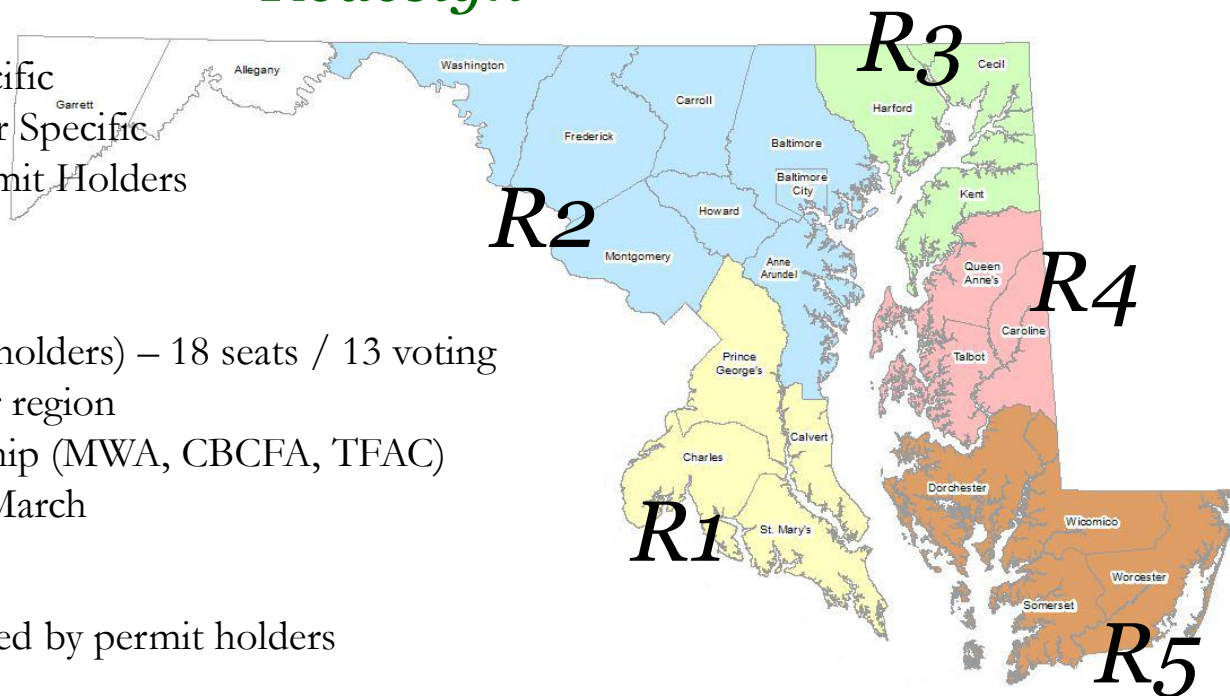 R3
cific
r Specific
mit Holders
Garrett
Allegany
Washington
Frederick
Carroll
Baltimore
Baltimore
City
Harford
Cecil
Kent
R2
Howard
Montgomery
Anne
Arundel
Queen
Anne's
R4
Caroline
Talbot
holders) – 18 seats / 13 voting
r region
hip (MWA, CBCFA, TFAC)
March
Prince
George's
Calvert
Charles
R1
St. Mary's
Dorchester
Wicomico
Worcester
Somerset
R5
ed by permit holders